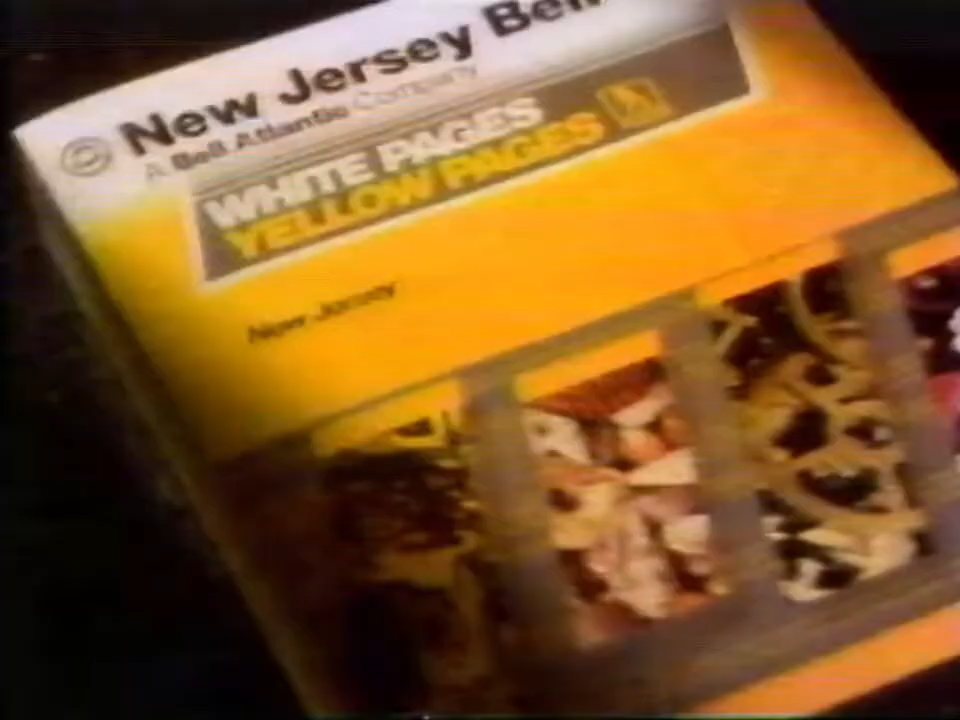 New Jersey Bell
A Bell Atlantic Company
WHITE PAGES
YELLOW PAGES
New Jersey